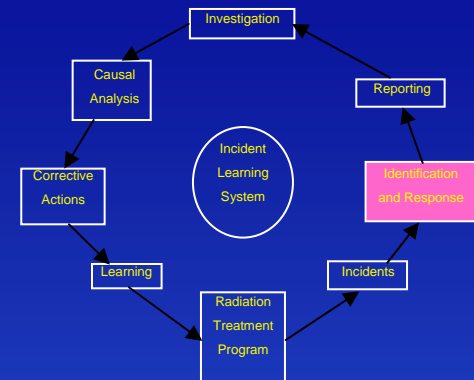 Investigation
Causal
Analysis
Reporting
Incident
Learning
System
Corrective
Actions
Identification
and Response
Learning
Incidents
Radiation
Treatment
Program